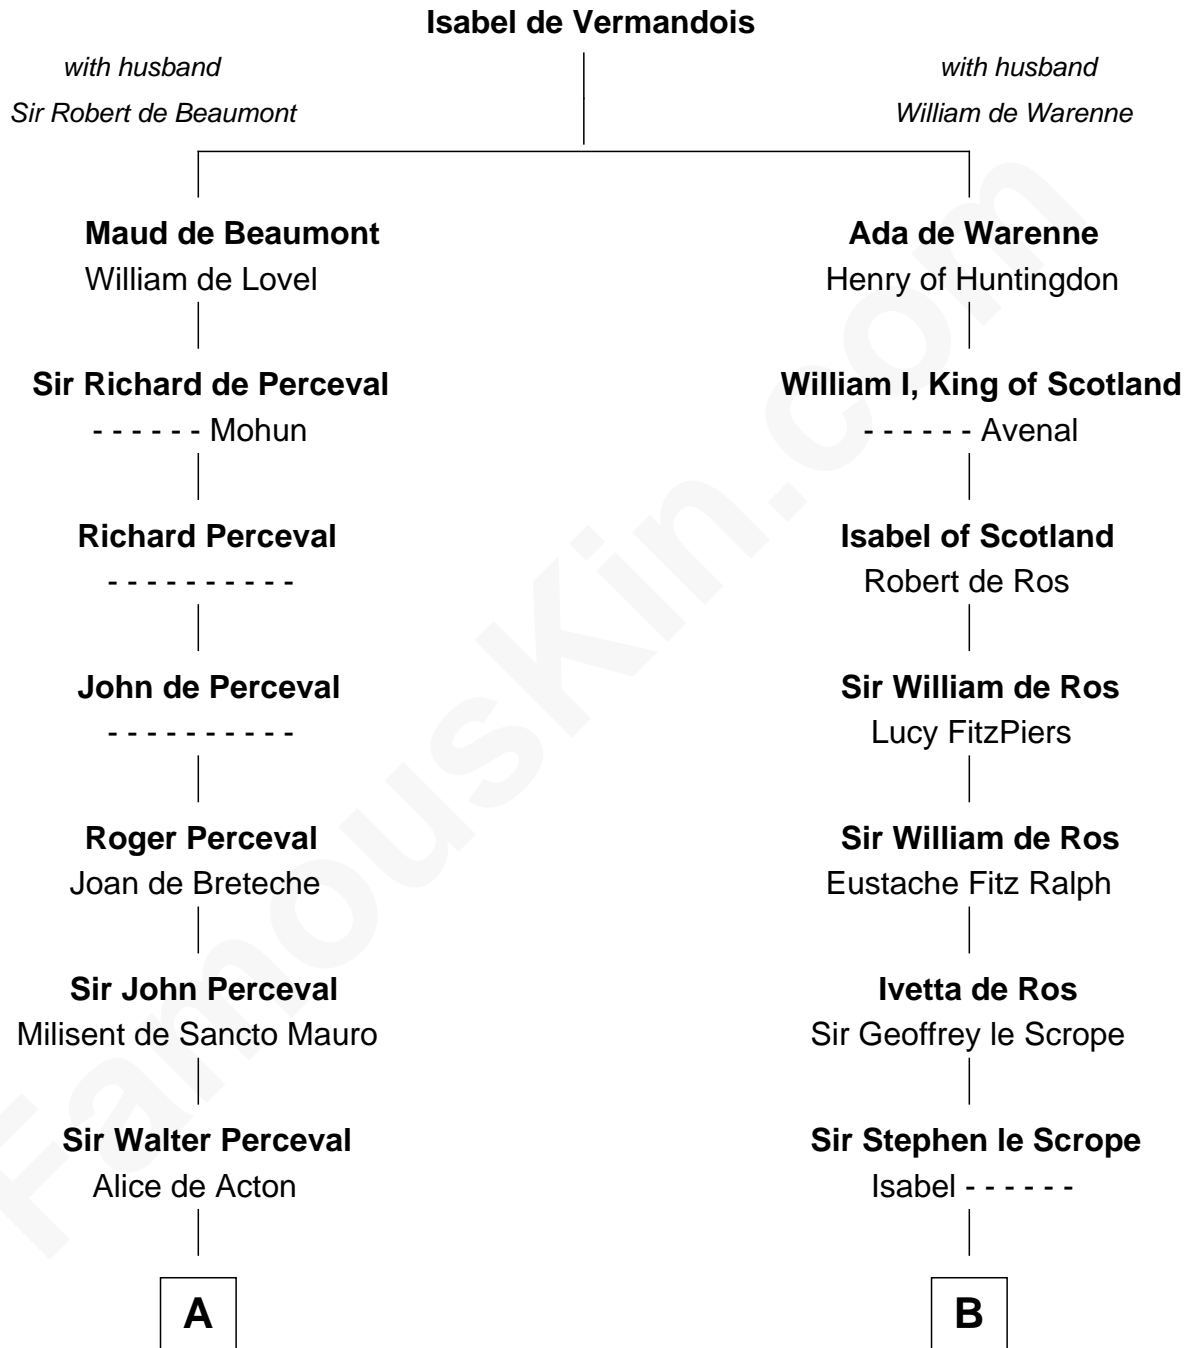 Isabel de Vermandois
with husband
Sir Robert de Beaumont
with husband
William de Warenne
Maud de Beaumont
William de Lovel
Ada de Warenne
Henry of Huntingdon
Sir Richard de Perceval
- - - - - - Mohun
William I, King of Scotland
- - - - - - Avenal
Richard Perceval
- - - - - - - - - -
Isabel of Scotland
Robert de Ros
John de Perceval
- - - - - - - - - -
Sir William de Ros
Lucy FitzPiers
Roger Perceval
Joan de Breteche
Sir William de Ros
Eustache Fitz Ralph
Sir John Perceval
Milisent de Sancto Mauro
Ivetta de Ros
Sir Geoffrey le Scrope
Sir Walter Perceval
Alice de Acton
Sir Stephen le Scrope
Isabel - - - - - -
A
B
FamousKin.com